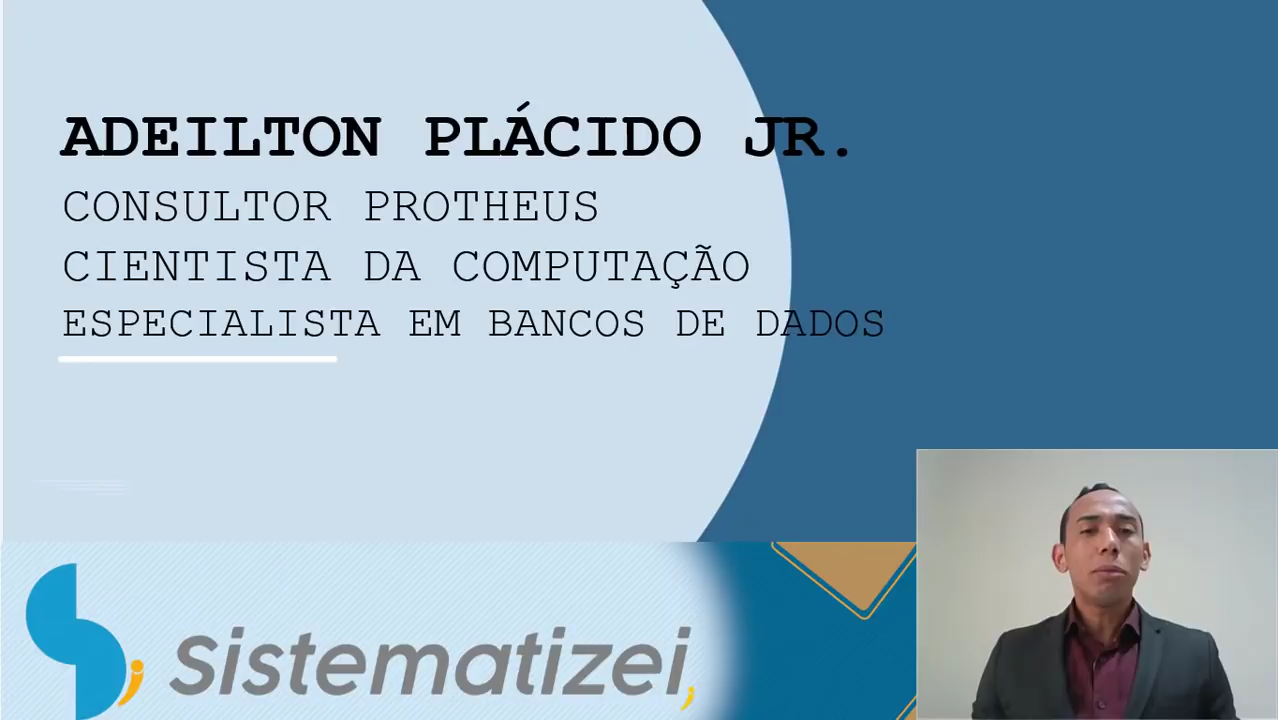 ADEILTON PLÁCIDO JR.
CONSULTOR PROTHEUS
CIENTISTA DA COMPUTAÇÃO
ESPECIALISTA EM BANCOS DE DADOS
Sistematizei,